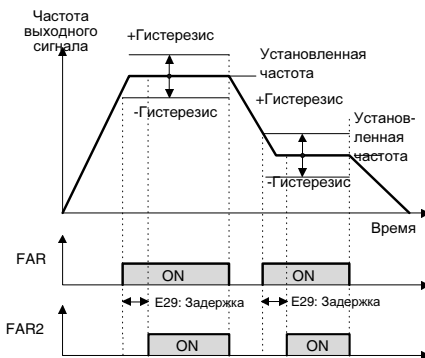 Частота
выходного
сигнала
+Гистерезис
Установленная
частота
-Гистерезис
+Гистерезис
Установ-
ленная
частота
-Гистерезис
Время
FAR
ON
ON
E29: Задержка
E29: Задержка
FAR2
ON
ON